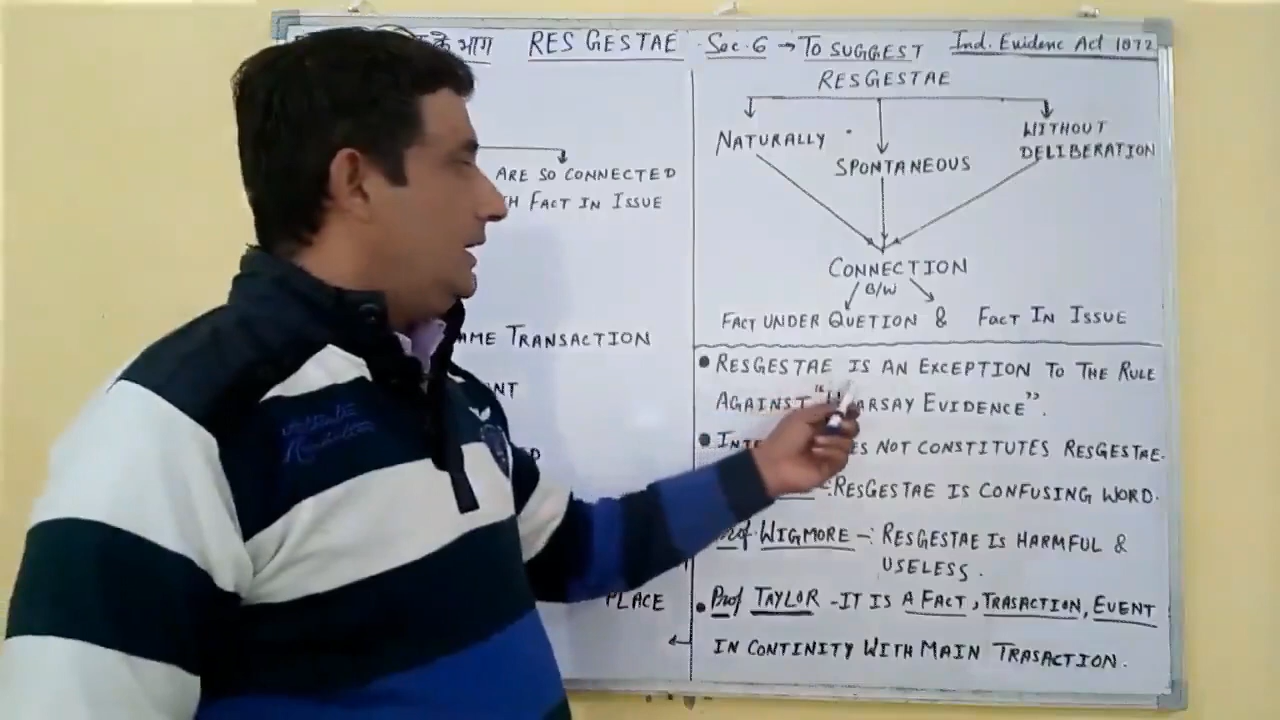 के भाग RES GESTAE Sec. 6 → TO SUGGEST Ind. Evidenc Act 1872
ARE SO CONNECTED
FACT IN ISSUE
TRANSACTION
PLACE
RESGESTAE
NATURALLY
SPONTANEOUS
WITHOUT
DELIBERATION
CONNECTION
B/W
FACT UNDER QUETION & FACT IN ISSUE
• RESGESTAE IS AN EXCEPTION TO THE RULE
AGAINST EVIDENCE”.
• NOT CONSTITUTES RESGESTAE.
-:RESGESTAE IS CONFUSING WORD.
Prof. WIGMORE -: RESGESTAE IS HARMFUL &
USELESS.
• Prof TAYLOR - IT IS A FACT, TRASACTION, EVENT
IN CONTINITY WITH MAIN TRASACTION.